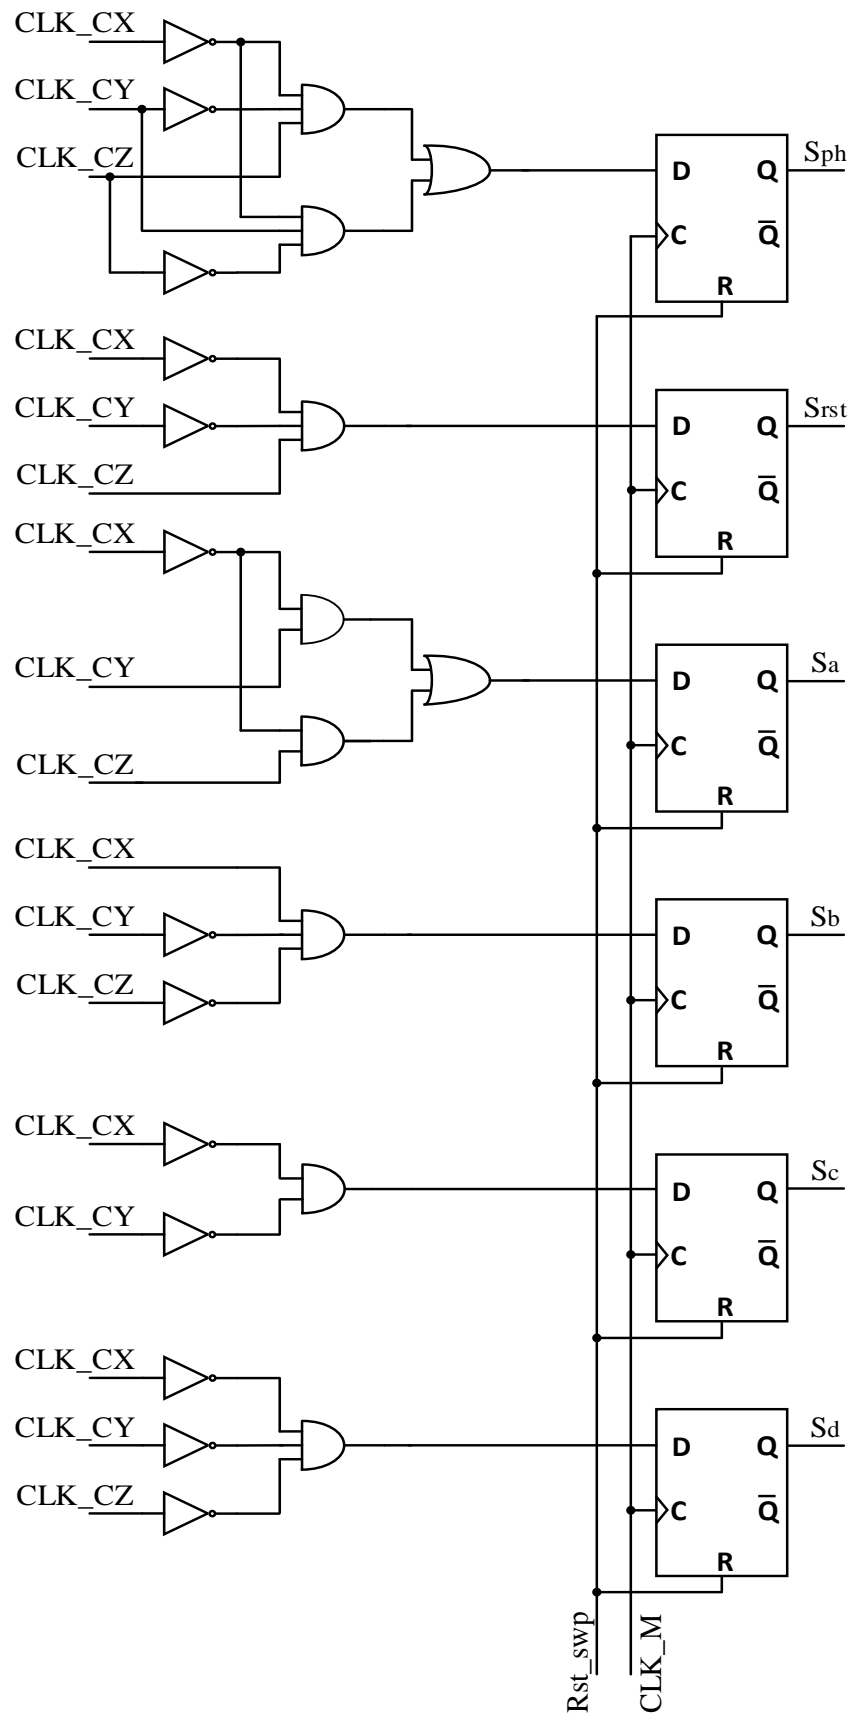 CLK_CX
CLK_CY
CLK_CZ
D Q Sph
C Q̅
R
CLK_CX
CLK_CY
CLK_CZ
D Q Srst
C Q̅
R
CLK_CX
CLK_CY
CLK_CZ
D Q Sa
C Q̅
R
CLK_CX
CLK_CY
CLK_CZ
D Q Sb
C Q̅
R
CLK_CX
CLK_CY
D Q Sc
C Q̅
R
CLK_CX
CLK_CY
CLK_CZ
D Q Sd
C Q̅
R
Rst_swp
CLK_M